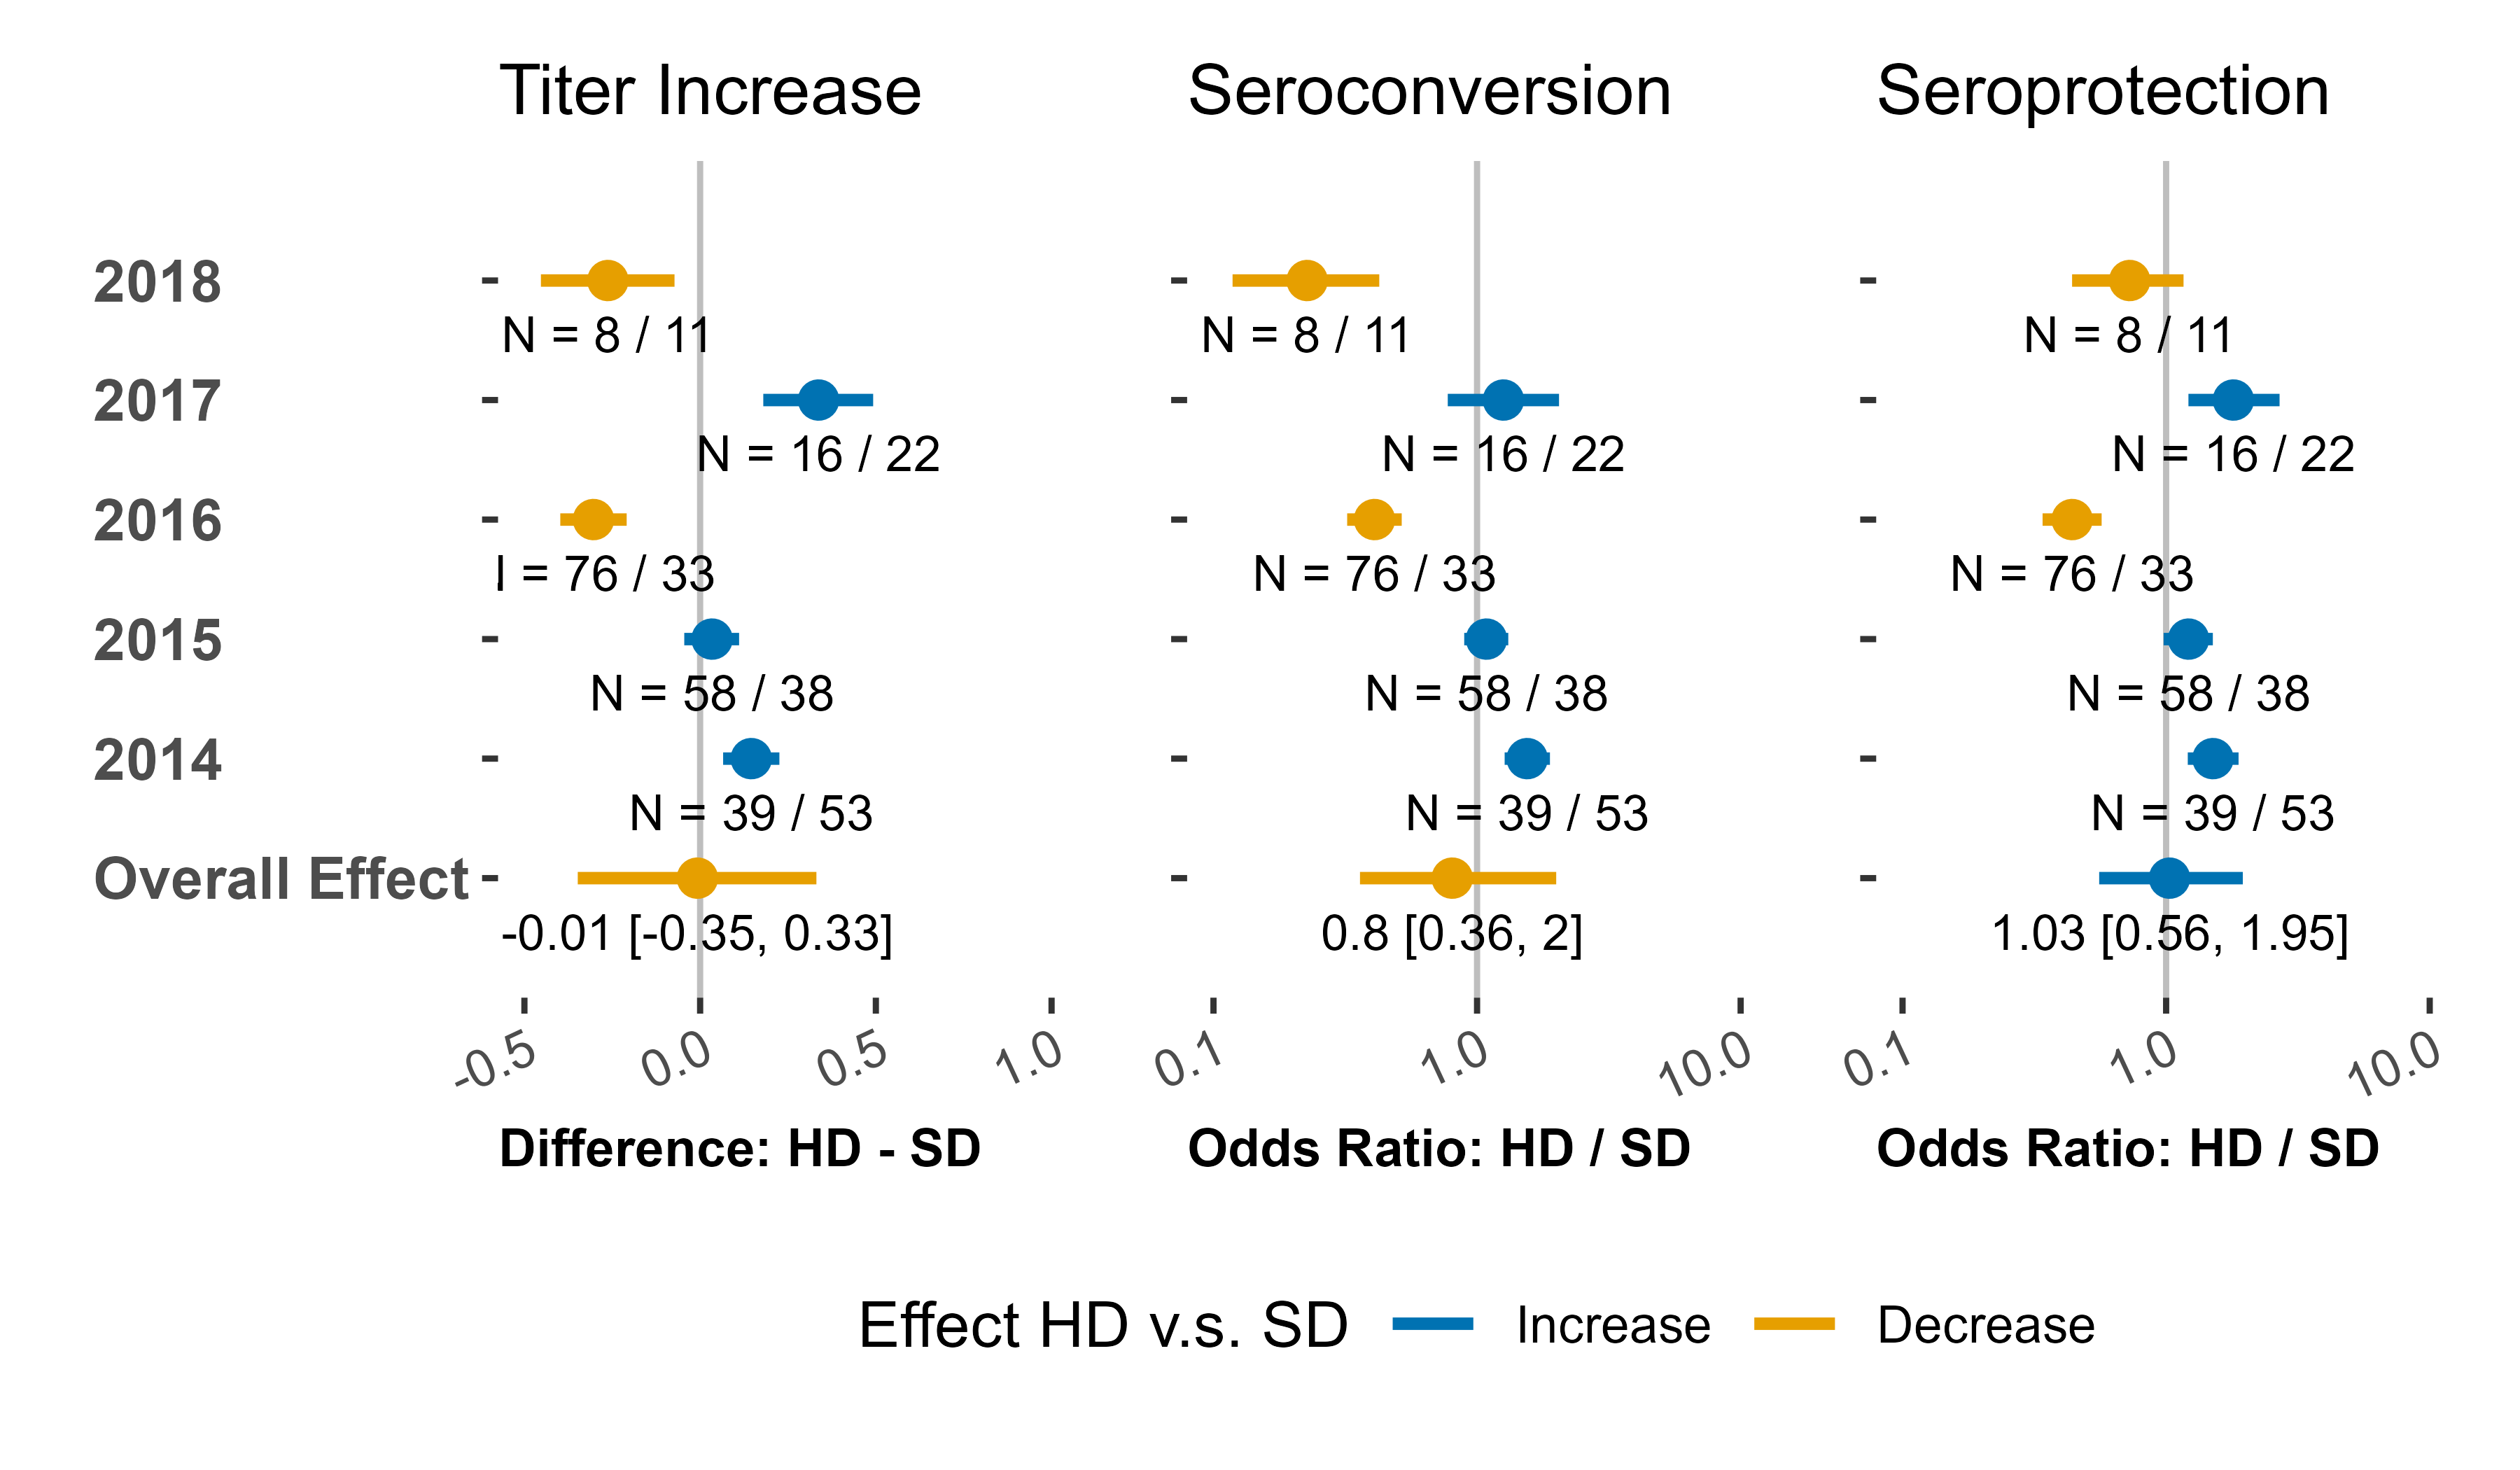 Titer Increase Seroconversion Seroprotection
2018
N = 8 / 11 N = 8 / 11 N = 8 / 11
2017
N = 16 / 22 N = 16 / 22 N = 16 / 22
2016
= 76 / 33 N = 76 / 33 N = 76 / 33
2015
N = 58 / 38 N = 58 / 38 N = 58 / 38
2014
N = 39 / 53 N = 39 / 53 N = 39 / 53
Overall Effect
-0.01 [-0.35, 0.33] 0.8 [0.36, 2] 1.03 [0.56, 1.95]
-0.5 0.0 0.5 1.0 0.1 1.0 10.0 0.1 1.0 10.0
Difference: HD - SD Odds Ratio: HD / SD Odds Ratio: HD / SD
Effect HD v.s. SD Increase Decrease